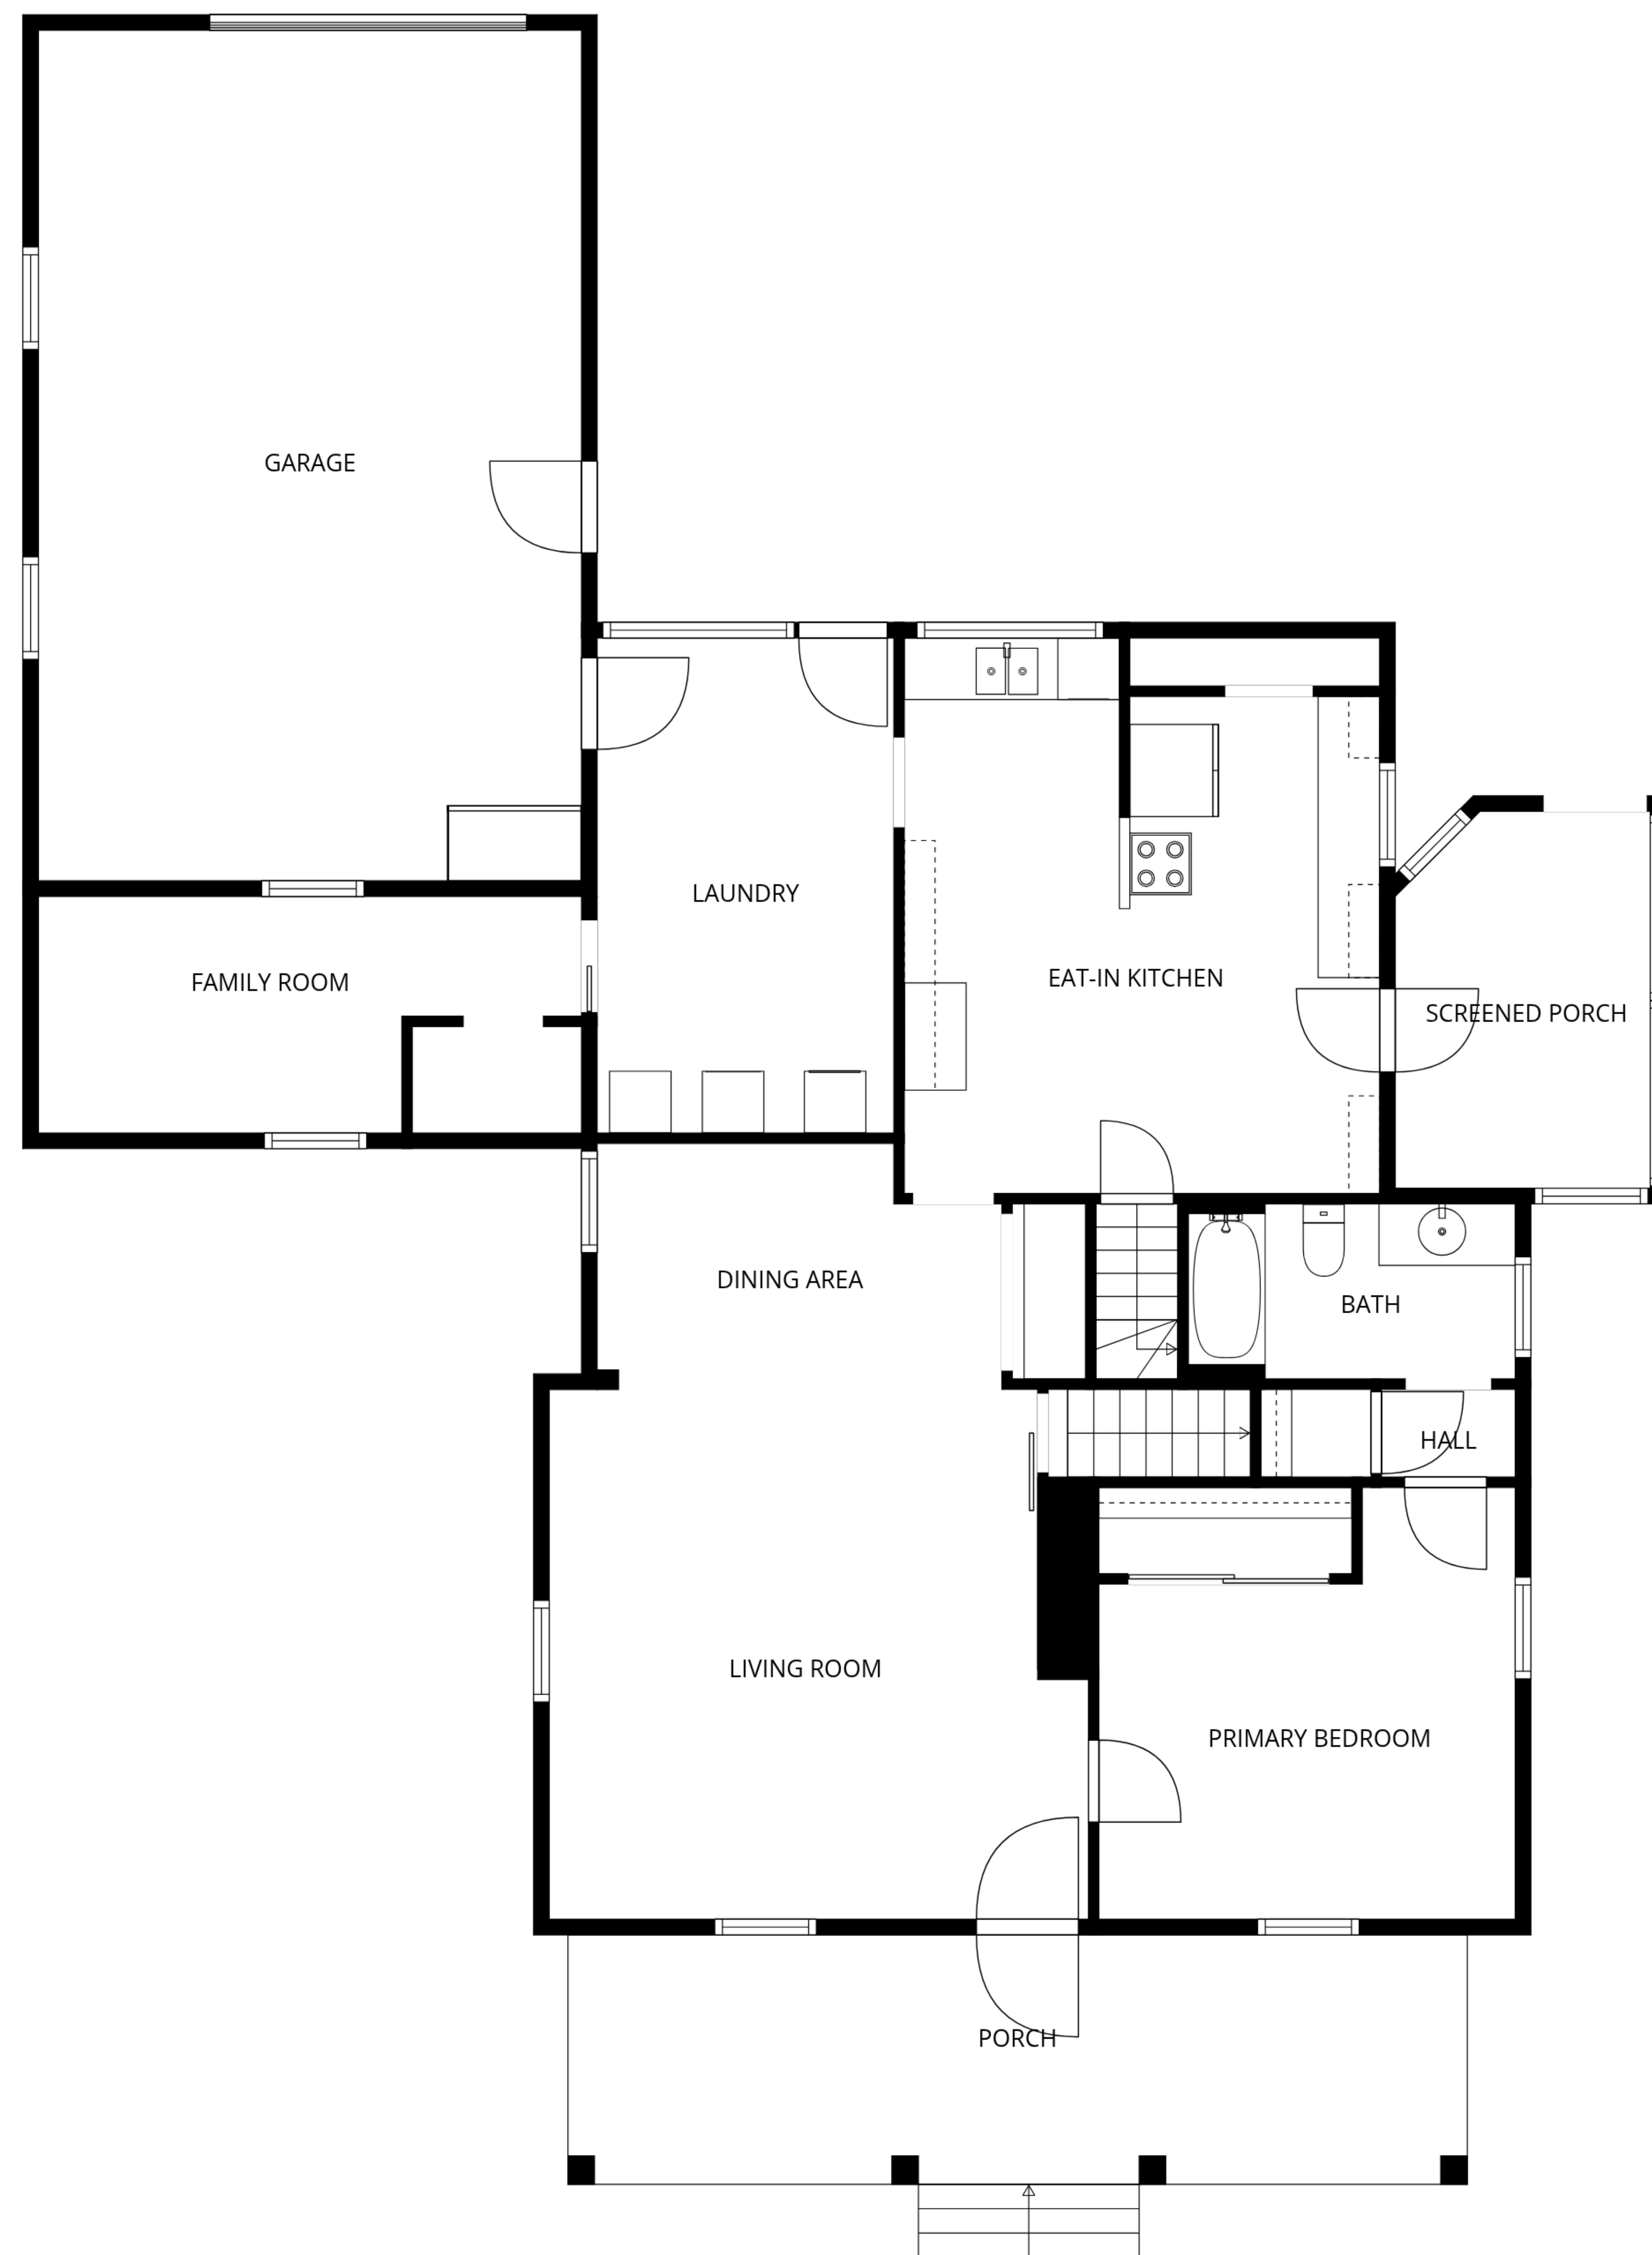 GARAGE
LAUNDRY
FAMILY ROOM
EAT-IN KITCHEN
SCREENED PORCH
DINING AREA
BATH
HALL
LIVING ROOM
PRIMARY BEDROOM
PORCH